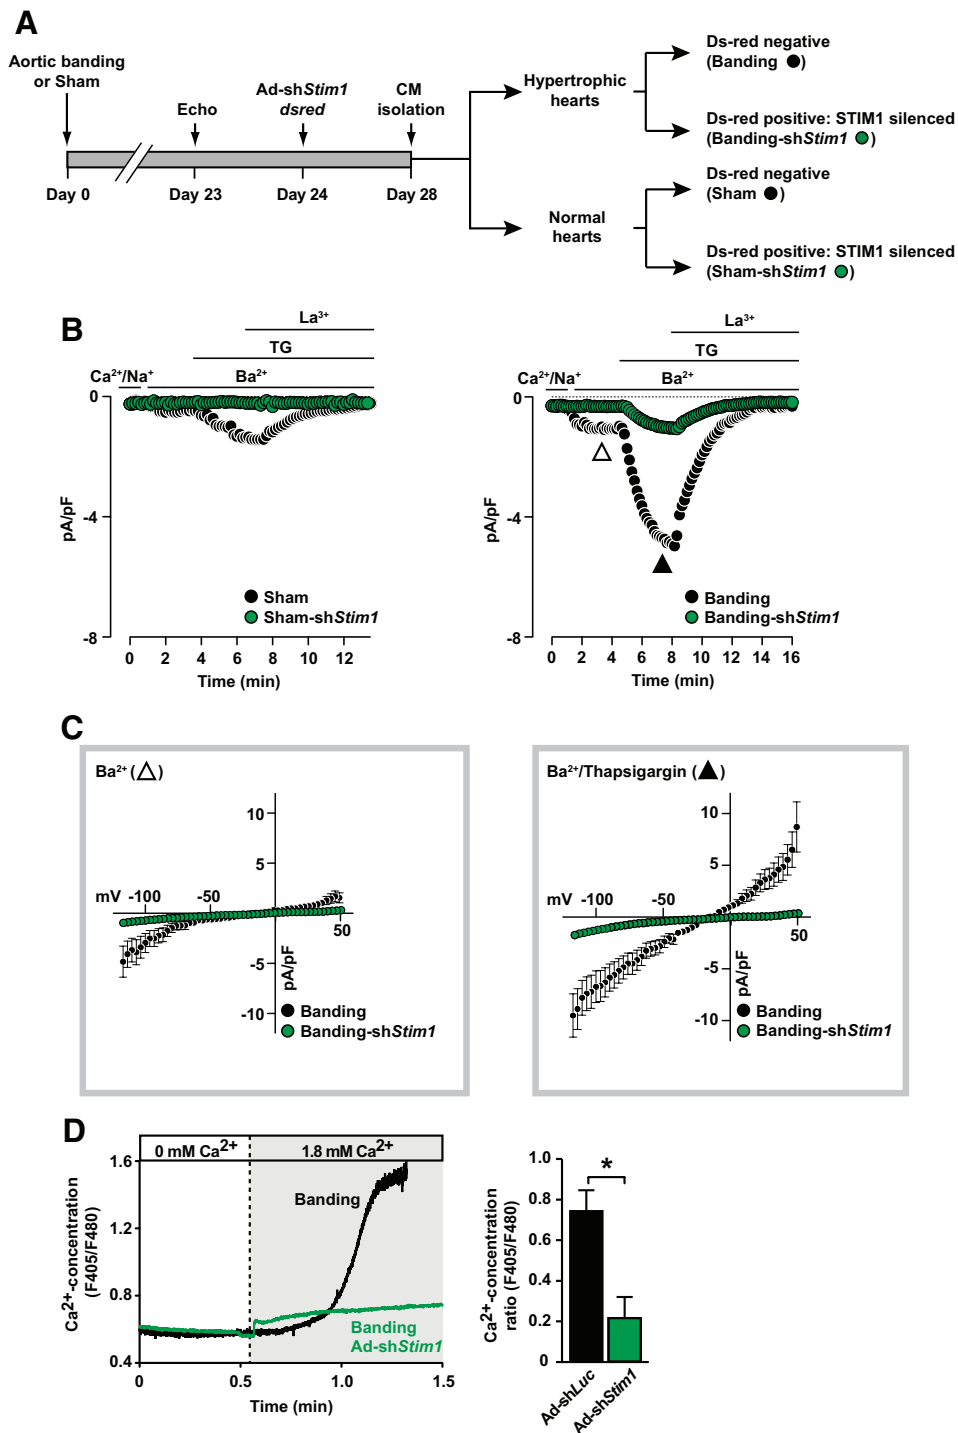 A
Aortic banding
or Sham
Echo
Ad-shStim1
dsred
CM
isolation
Day 0
Day 23
Day 24
Day 28
Hypertrophic
hearts
Normal
hearts
Ds-red negative
(Banding ●)
Ds-red positive: STIM1 silenced
(Banding-shStim1 ●)
Ds-red negative
(Sham ●)
Ds-red positive: STIM1 silenced
(Sham-shStim1 ●)
B
La³⁺
TG
Ca²⁺/Na⁺
Ba²⁺
0
-4
-8
pA/pF
Sham
Sham-shStim1
0 2 4 6 8 10 12
Time (min)
La³⁺
TG
Ca²⁺/Na⁺
Ba²⁺
0
-4
-8
pA/pF
Banding
Banding-shStim1
0 2 4 6 8 10 12 14 16
Time (min)
C
Ba²⁺ (△)
10
5
mV -100 -50
50
-5
-10
pA/pF
Banding
Banding-shStim1
Ba²⁺/Thapsigargin (▲)
10
5
mV -100 -50
50
-5
-10
pA/pF
Banding
Banding-shStim1
D
0 mM Ca²⁺
1.8 mM Ca²⁺
1.6
1.2
0.8
0.4
Ca²⁺-concentration
(F405/F480)
Banding
Banding
Ad-shStim1
0 0.5 1.0 1.5
Time (min)
1.0
0.8
0.6
0.4
0.2
0
Ca²⁺-concentration
ratio (F405/F480)
*
Ad-shLuc
Ad-shStim1